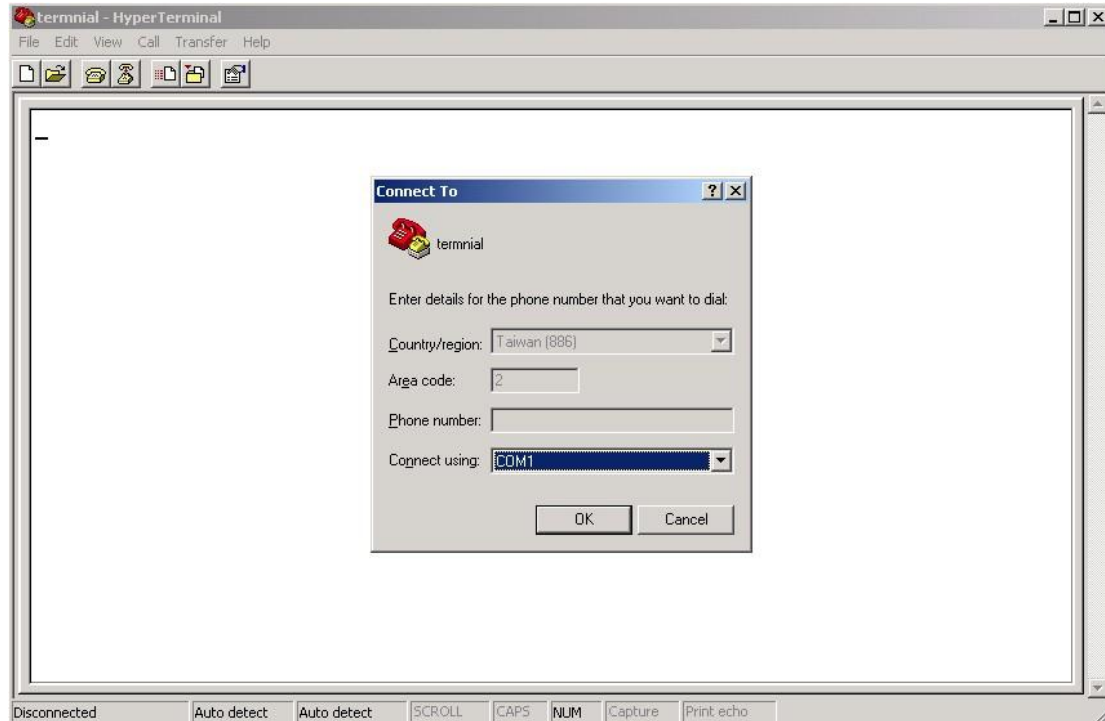 termnial - HyperTerminal
File Edit View Call Transfer Help
Connect To
termnial
Enter details for the phone number that you want to dial:
Country/region: Taiwan (886)
Area code: 2
Phone number:
Connect using: COM1
OK Cancel
Disconnected Auto detect Auto detect SCROLL CAPS NUM Capture Print echo